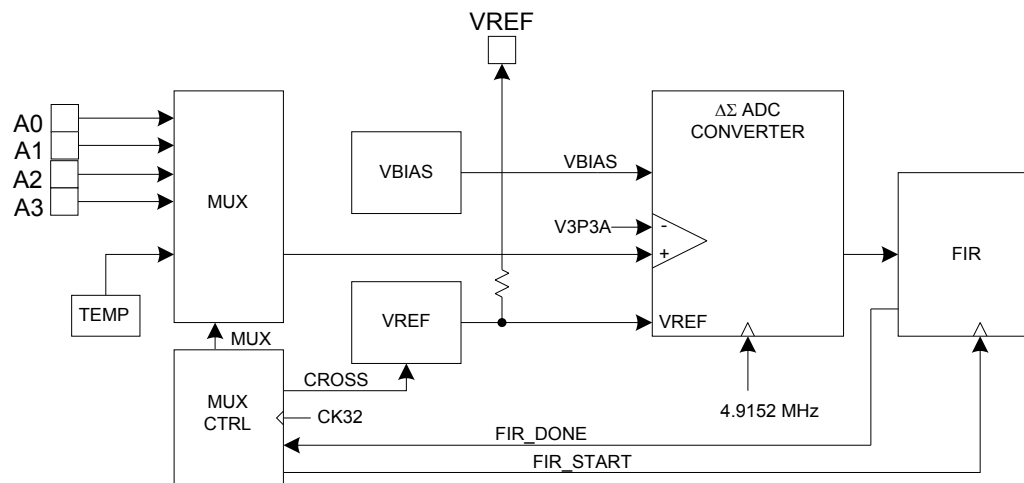 VREF
A0
A1
A2
A3
MUX
TEMP
VBIAS
VBIAS
V3P3A
-
+
ΔΣ ADC
CONVERTER
FIR
VREF
VREF
MUX
MUX
CTRL
CROSS
CK32
4.9152 MHz
FIR_DONE
FIR_START